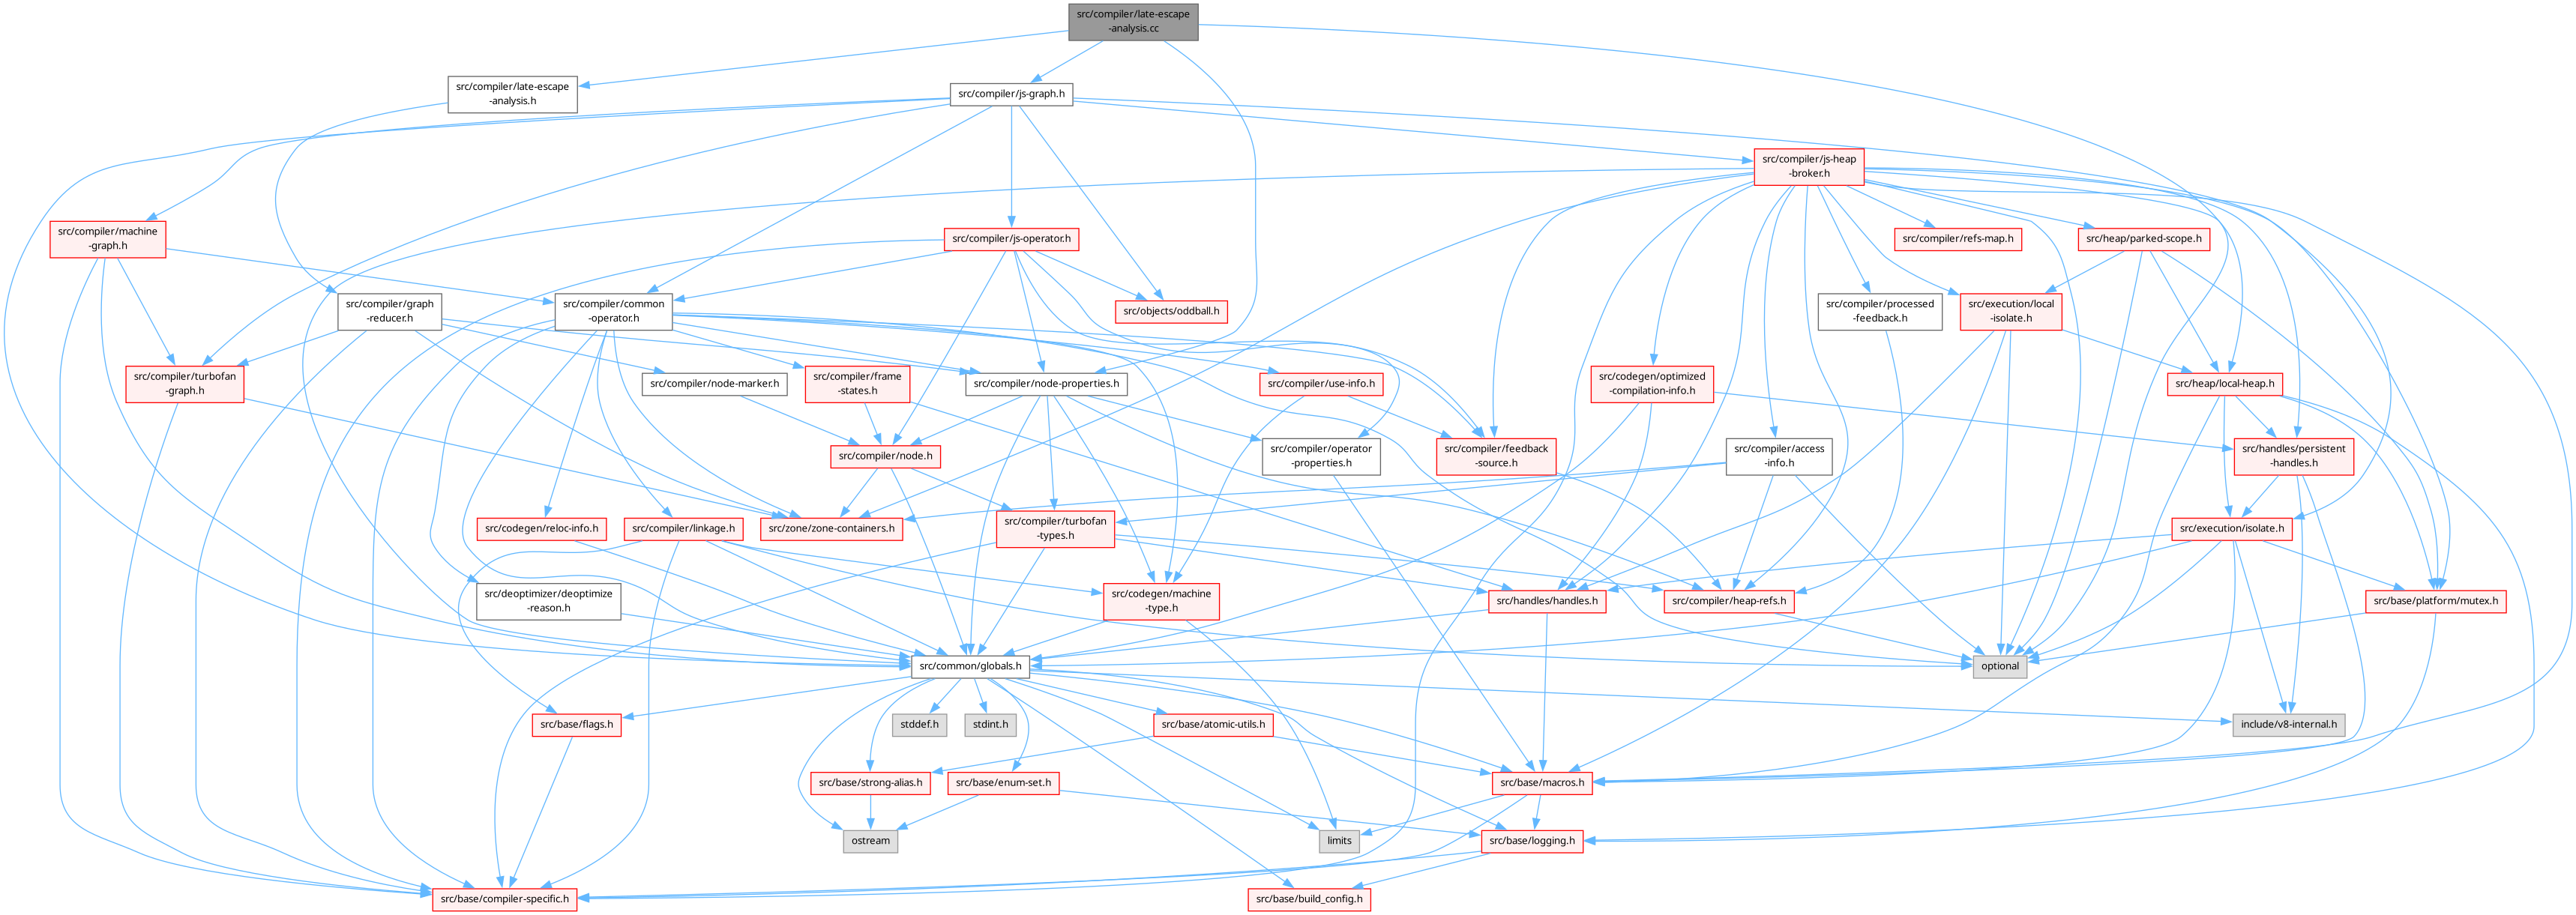 src/compiler/late-escape
-analysis.cc
src/compiler/late-escape
-analysis.h
src/compiler/js-graph.h
src/compiler/js-heap
-broker.h
src/compiler/machine
-graph.h
src/compiler/js-operator.h
src/compiler/refs-map.h
src/heap/parked-scope.h
src/compiler/graph
-reducer.h
src/compiler/common
-operator.h
src/objects/oddball.h
src/compiler/processed
-feedback.h
src/execution/local
-isolate.h
src/compiler/turbofan
-graph.h
src/compiler/node-marker.h
src/compiler/frame
-states.h
src/compiler/node-properties.h
src/compiler/use-info.h
src/codegen/optimized
-compilation-info.h
src/heap/local-heap.h
src/compiler/node.h
src/compiler/operator
-properties.h
src/compiler/feedback
-source.h
src/compiler/access
-info.h
src/handles/persistent
-handles.h
src/codegen/reloc-info.h
src/compiler/linkage.h
src/zone/zone-containers.h
src/compiler/turbofan
-types.h
src/execution/isolate.h
src/deoptimizer/deoptimize
-reason.h
src/codegen/machine
-type.h
src/handles/handles.h
src/compiler/heap-refs.h
src/base/platform/mutex.h
src/common/globals.h
optional
src/base/flags.h
stddef.h
stdint.h
src/base/atomic-utils.h
include/v8-internal.h
src/base/strong-alias.h
src/base/enum-set.h
src/base/macros.h
ostream
limits
src/base/logging.h
src/base/compiler-specific.h
src/base/build_config.h